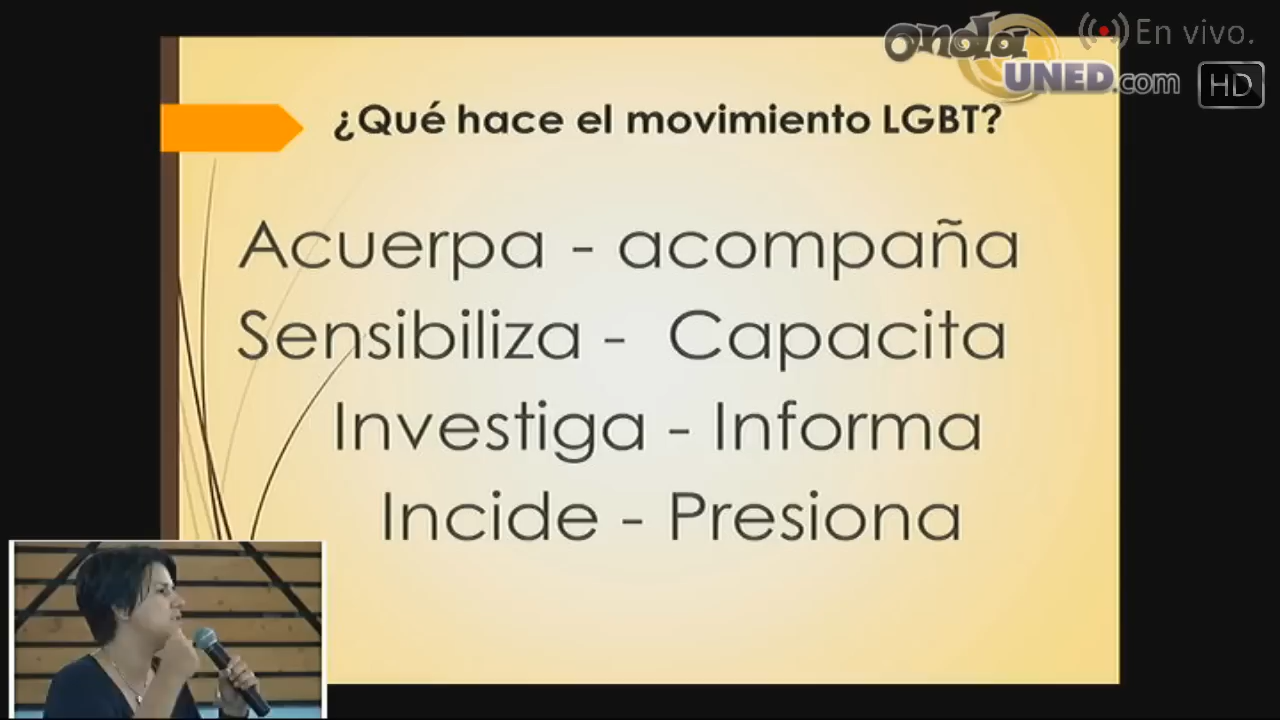 onda
UNED.com
En vivo.
HD
¿Qué hace el movimiento LGBT?
Acuerpa - acompaña
Sensibiliza - Capacita
Investiga - Informa
Incide - Presiona